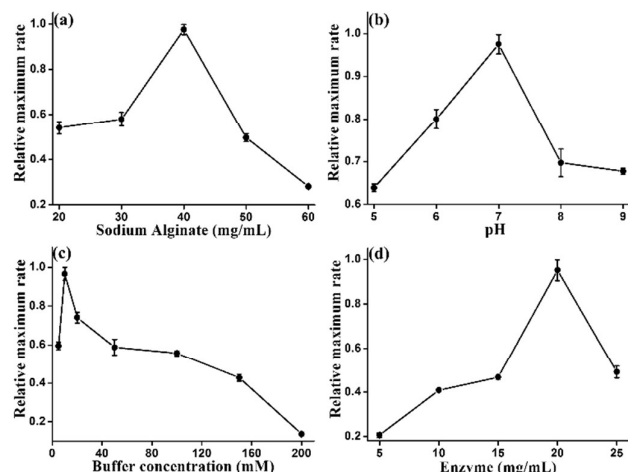 (a)
Relative maximum rate
1.0
0.8
0.6
0.4
0.2
20 30 40 50 60
Sodium Alginate (mg/mL)
(b)
Relative maximum rate
1.0
0.9
0.8
0.7
0.6
5 6 7 8 9
pH
(c)
Relative maximum rate
1.0
0.8
0.6
0.4
0.2
0 40 80 120 160 200
Buffer concentration (mM)
(d)
Relative maximum rate
1.0
0.8
0.6
0.4
0.2
5 10 15 20 25
Enzyme (mg/mL)